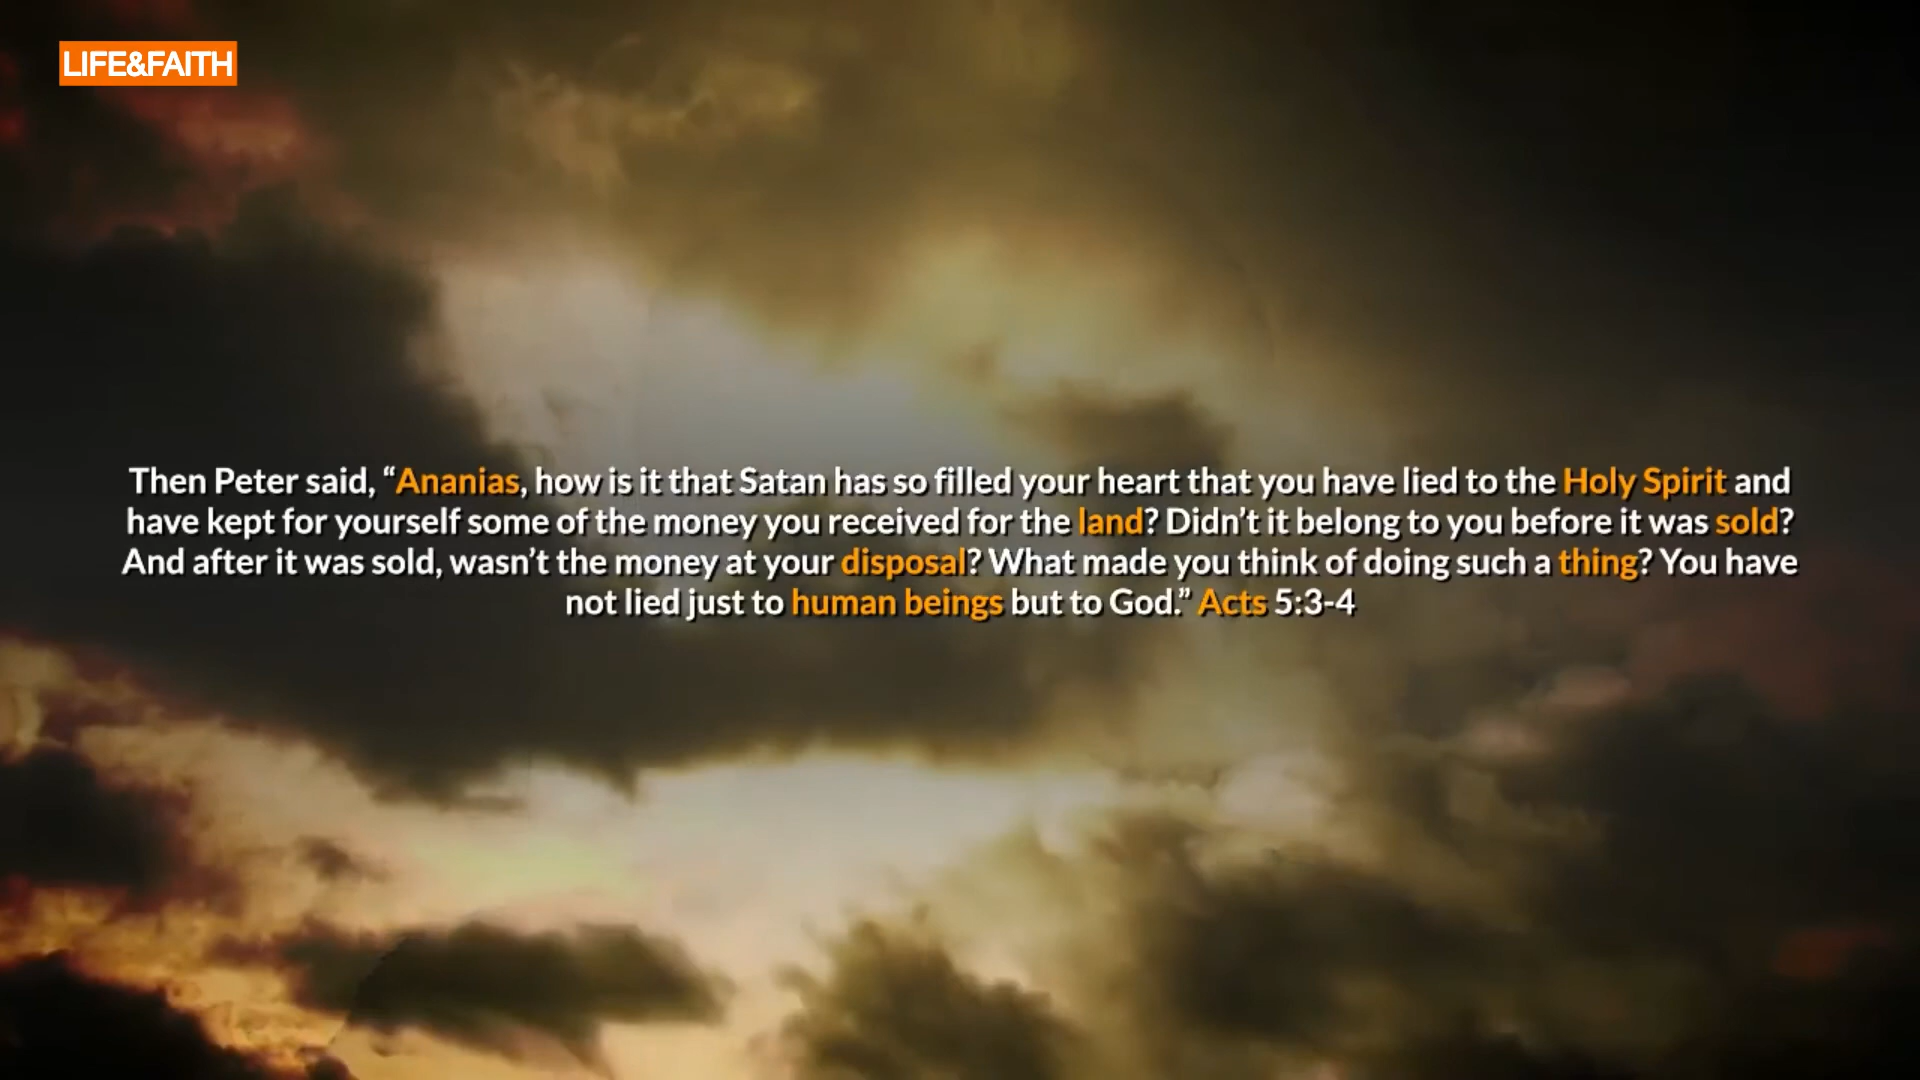 LIFE&FAITH
Then Peter said, “Ananias, how is it that Satan has so filled your heart that you have lied to the Holy Spirit and
have kept for yourself some of the money you received for the land? Didn’t it belong to you before it was sold?
And after it was sold, wasn’t the money at your disposal? What made you think of doing such a thing? You have
not lied just to human beings but to God.” Acts 5:3-4